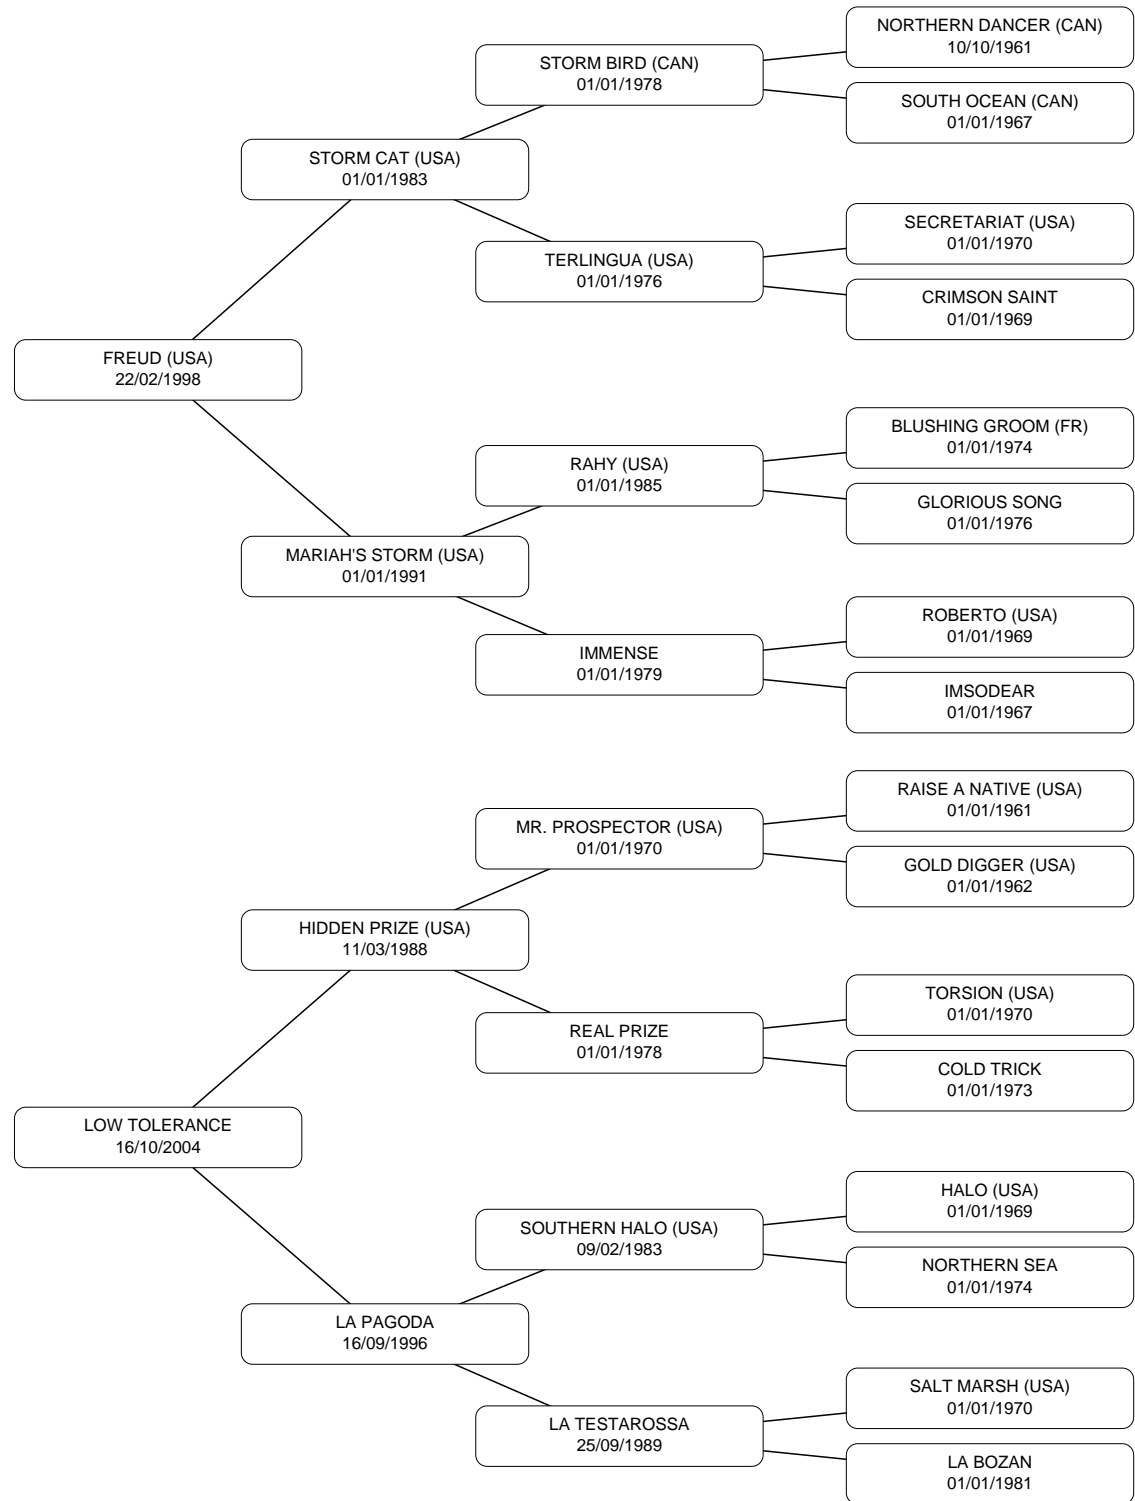 NORTHERN DANCER (CAN)
10/10/1961
STORM BIRD (CAN)
01/01/1978
SOUTH OCEAN (CAN)
01/01/1967
STORM CAT (USA)
01/01/1983
SECRETARIAT (USA)
01/01/1970
TERLINGUA (USA)
01/01/1976
CRIMSON SAINT
01/01/1969
FREUD (USA)
22/02/1998
BLUSHING GROOM (FR)
01/01/1974
RAHY (USA)
01/01/1985
GLORIOUS SONG
01/01/1976
MARIAH'S STORM (USA)
01/01/1991
ROBERTO (USA)
01/01/1969
IMMENSE
01/01/1979
IMSODEAR
01/01/1967
RAISE A NATIVE (USA)
01/01/1961
MR. PROSPECTOR (USA)
01/01/1970
GOLD DIGGER (USA)
01/01/1962
HIDDEN PRIZE (USA)
11/03/1988
TORSION (USA)
01/01/1970
REAL PRIZE
01/01/1978
COLD TRICK
01/01/1973
LOW TOLERANCE
16/10/2004
HALO (USA)
01/01/1969
SOUTHERN HALO (USA)
09/02/1983
NORTHERN SEA
01/01/1974
LA PAGODA
16/09/1996
SALT MARSH (USA)
01/01/1970
LA TESTAROSSA
25/09/1989
LA BOZAN
01/01/1981